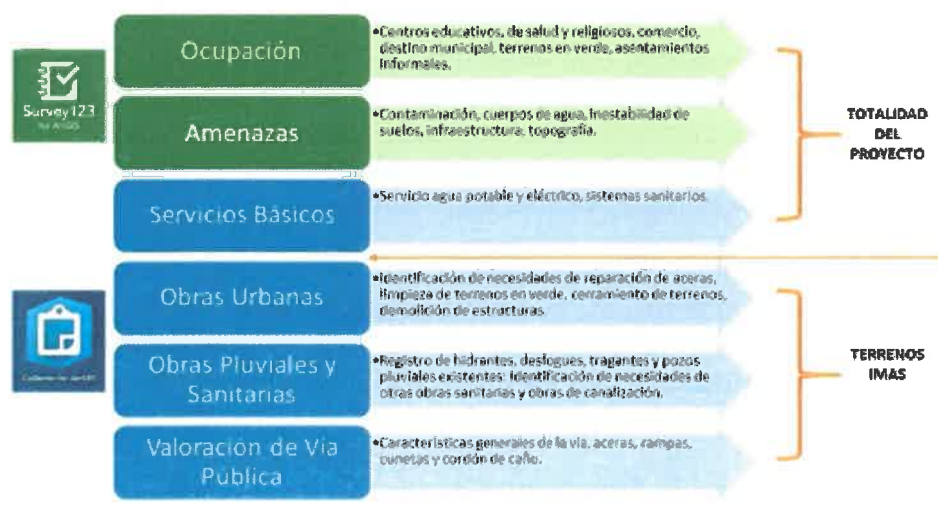 Survey123
for ArcGIS
Ocupación
•Centros educativos, de salud y religiosos, comercio,
destino municipal, terrenos en verde, asentamientos
informales.
Amenazas
•Contaminación, cuerpos de agua, inestabilidad de
suelos, infraestructura, topografía.
Servicios Básicos
•Servicio agua potable y eléctrico, sistemas sanitarios.
TOTALIDAD
DEL
PROYECTO
Obras Urbanas
•Identificación de necesidades de reparación de aceras,
limpieza de terrenos en verde, cerramiento de terrenos,
demolición de estructuras.
Obras Pluviales y
Sanitarias
•Registro de hidrantes, desfogues, tragantes y pozos
pluviales existentes. Identificación de necesidades de
otras obras sanitarias y obras de canalización.
Valoración de Vía
Pública
•Características generales de la vía, aceras, rampas,
cunetas y cordón de caño.
TERRENOS
IMAS